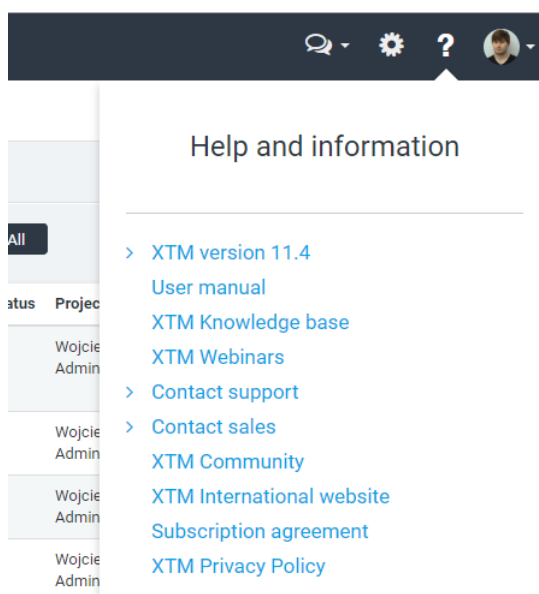 ?
Help and information
All
XTM version 11.4
User manual
atus Projec
XTM Knowledge base
Wojcie
Admin
XTM Webinars
Contact support
Contact sales
Wojcie
Admin
XTM Community
XTM International website
Wojcie
Admin
Subscription agreement
XTM Privacy Policy
Wojcie
Admin